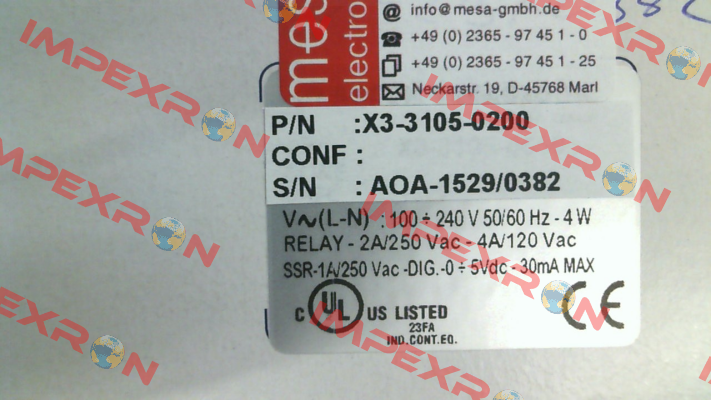 mesa
electro
info@mesa-gmbh.de
+49 (0) 2365 - 97 45 1 - 0
+49 (0) 2365 - 97 45 1 - 25
Neckarstr. 19, D-45768 Marl
P/N :X3-3105-0200
CONF :
S/N : AOA-1529/0382
V~(L-N) : 100 ÷ 240 V 50/60 Hz - 4 W
RELAY - 2A/250 Vac - 4A/120 Vac
SSR-1A/250 Vac -DIG.-0 ÷ 5Vdc - 30mA MAX
C UL US LISTED
23FA
IND.CONT.EQ.
CE
IMPEXRON
IMPEXRON
IMPEXRON
IMPEXRON
IMPEXRON
IMPEXRON
IMPEXRON